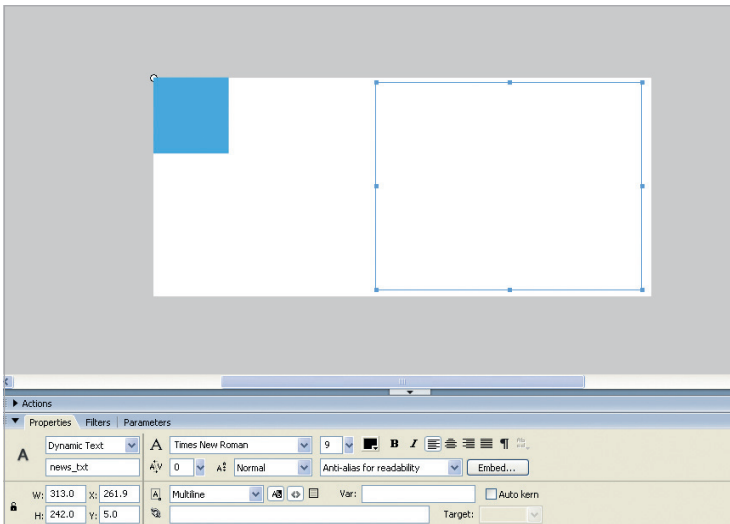 Actions
Properties Filters Parameters
A Dynamic Text A Times New Roman 9 B I ¶
news_txt A V 0 A Normal Anti-alias for readability Embed...
W: 313.0 X: 261.9 A Multiline AB <> Var: Auto kern
H: 242.0 Y: 5.0 Target: